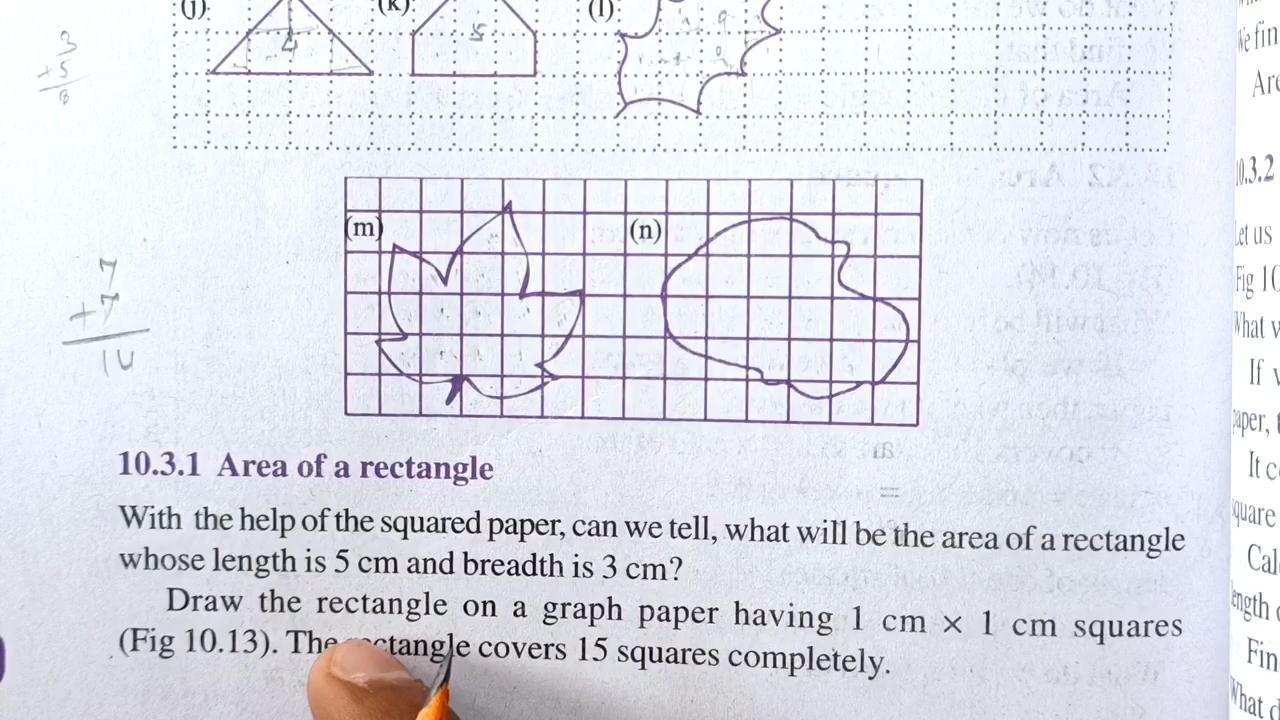 (j) (k) (l)
4
3
+5
8
(m) (n)
7
+7
14
10.3.1 Area of a rectangle
With the help of the squared paper, can we tell, what will be the area of a rectangle
whose length is 5 cm and breadth is 3 cm?
Draw the rectangle on a graph paper having 1 cm × 1 cm squares
(Fig 10.13). The rectangle covers 15 squares completely.
We fin
Are
10.3.2
Let us
Fig 10
What w
If
paper,
It c
square
Cal
length
Fin
What d